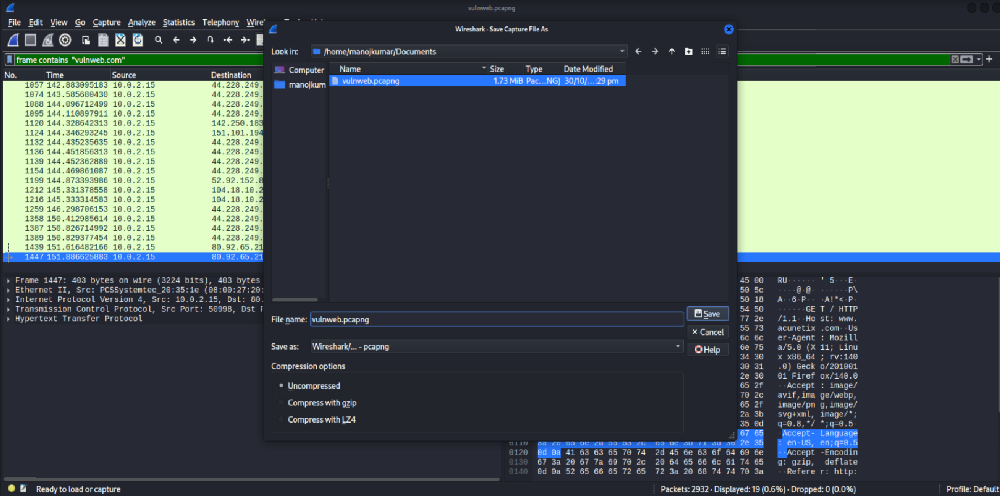 vulnweb.pcapng
File Edit View Go Capture Analyze Statistics Telephony
Wireshark · Save Capture File As
Look in: /home/manojkumar/Documents
frame contains "vulnweb.com"
Computer
manojkum
Name Size Type Date Modified
vulnweb.pcapng 1.73 MiB Pac...NG) 30/10/...:29 pm
No. Time Source Destination
1057 142.883095183 10.0.2.15 44.228.249.
1074 143.585680430 10.0.2.15 44.228.249.
1088 144.096712499 10.0.2.15 44.228.249.
1095 144.110897911 10.0.2.15 44.228.249.
1120 144.328642313 10.0.2.15 142.250.183
1124 144.346293245 10.0.2.15 151.101.194
1132 144.435235635 10.0.2.15 44.228.249.
1136 144.451856313 10.0.2.15 44.228.249.
1139 144.452362889 10.0.2.15 44.228.249.
1154 144.469861087 10.0.2.15 44.228.249.
1199 144.873393986 10.0.2.15 52.92.152.8
1212 145.331378558 10.0.2.15 104.18.10.2
1216 145.333314583 10.0.2.15 104.18.10.2
1259 146.298706153 10.0.2.15 44.228.249.
1358 150.412985614 10.0.2.15 44.228.249.
1387 150.826714992 10.0.2.15 44.228.249.
1389 150.829377454 10.0.2.15 44.228.249.
1439 151.616482166 10.0.2.15 80.92.65.21
1447 151.886625883 10.0.2.15 80.92.65.21
Frame 1447: 403 bytes on wire (3224 bits), 403 bytes
Ethernet II, Src: PCSSystemtec_20:35:1e (08:00:27:20:
Internet Protocol Version 4, Src: 10.0.2.15, Dst: 80.
Transmission Control Protocol, Src Port: 50998, Dst P
Hypertext Transfer Protocol
File name: vulnweb.pcapng
Save
Cancel
Save as: Wireshark/... - pcapng
Help
Compression options
Uncompressed
Compress with gzip
Compress with LZ4
45 00 RU······ '·5···E·
50 5c ····@·@· ······P\
50 18 A··6·P·· ·A!*<·P·
54 50 ······GE T / HTTP
77 2e /1.1··Ho st: www.
55 73 acunetix .com··Us
6c 6c er-Agent : Mozill
6e 75 a/5.0 (X 11; Linu
34 30 x x86_64 ; rv:140
30 31 .0) Geck o/201001
2e 30 01 Firef ox/140.0
65 2f ··Accept : image/
70 2c avif,ima ge/webp,
65 2f image/pn g,image/
2a 3b svg+xml, image/*;
35 0d q=0.8,*/ *;q=0.5·
67 65 ·Accept- Language
0110 3a 20 65 6e 2d 55 53 2c 65 6e 3b 71 3d 30 2e 35 : en-US, en;q=0.5
0120 0d 0a 41 63 63 65 70 74 2d 45 6e 63 6f 64 69 6e ··Accept -Encodin
0130 67 3a 20 67 7a 69 70 2c 20 64 65 66 6c 61 74 65 g: gzip, deflate
0140 0d 0a 52 65 66 65 72 65 72 3a 20 68 74 74 70 3a ··Refere r: http:
Ready to load or capture
Packets: 2932 · Displayed: 19 (0.6%) · Dropped: 0 (0.0%)
Profile: Default